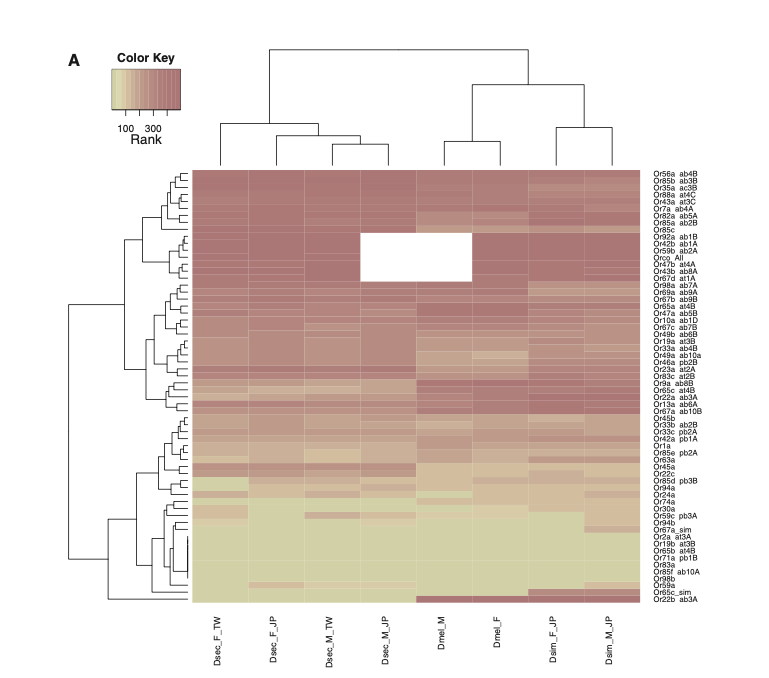 A
Color Key
100 300
Rank
Or56a ab4B
Or85b ab3B
Or35a ac3B
Or88a at4C
Or43a at3C
Or7a ab4A
Or82a ab5A
Or85a ab2B
Or85c
Or92a ab1B
Or42b ab1A
Or59b ab2A
Orco All
Or47b at4A
Or43b ab8A
Or67d at1A
Or98a ab7A
Or69a ab9A
Or67b ab9B
Or65a at4B
Or47a ab5B
Or10a ab1D
Or67c ab7B
Or49b ab6B
Or19a at3B
Or33a ab4B
Or49a ab10a
Or46a pb2B
Or23a at2A
Or83c at2B
Or9a ab8B
Or65c at4B
Or22a ab3A
Or13a ab6A
Or67a ab10B
Or45b
Or33b ab2B
Or33c pb2A
Or42a pb1A
Or1a
Or85e pb2A
Or63a
Or45a
Or22c
Or85d pb3B
Or94a
Or24a
Or74a
Or30a
Or59c pb3A
Or94b
Or67a_sim
Or2a at3A
Or19b at3B
Or65b at4B
Or71a pb1B
Or83a
Or85f ab10A
Or98b
Or59a
Or65c_sim
Or22b ab3A
Dsec_F_TW
Dsec_F_JP
Dsec_M_TW
Dsec_M_JP
Dmel_M
Dmel_F
Dsim_F_JP
Dsim_M_JP